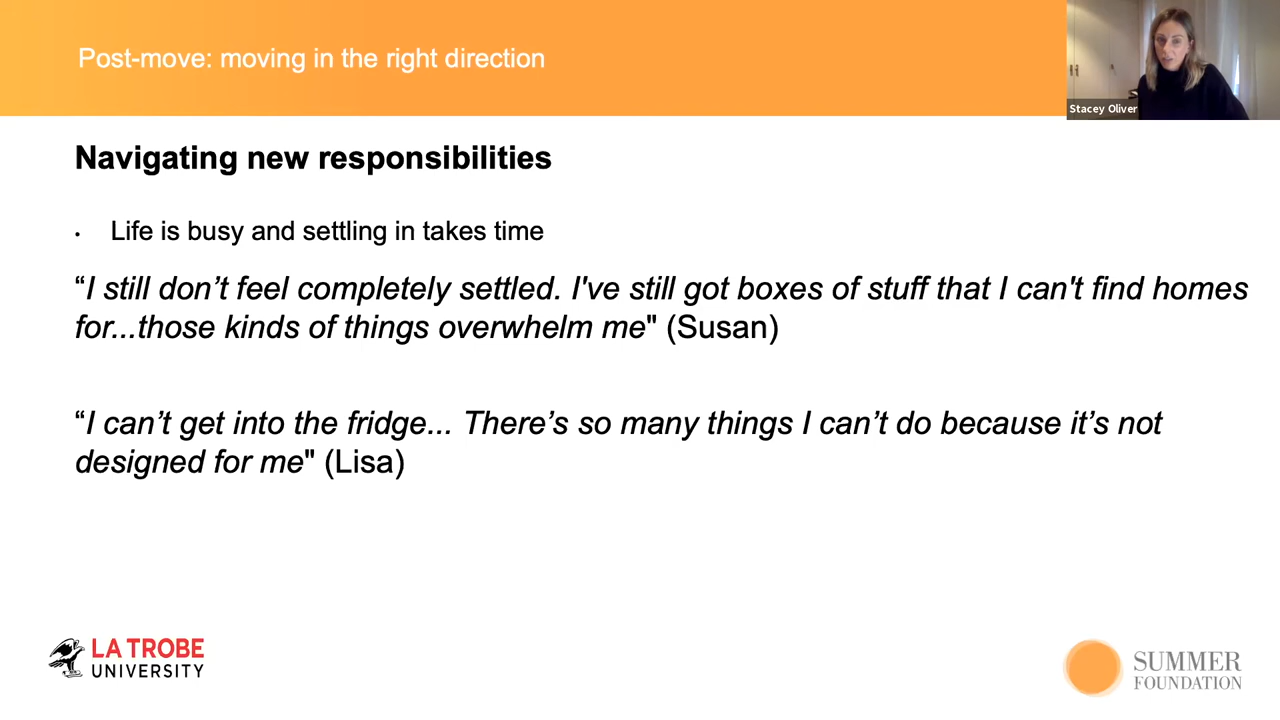 Post-move: moving in the right direction
Stacey Oliver
Navigating new responsibilities
• Life is busy and settling in takes time
“I still don’t feel completely settled. I've still got boxes of stuff that I can't find homes
for...those kinds of things overwhelm me" (Susan)
“I can’t get into the fridge... There’s so many things I can’t do because it’s not
designed for me" (Lisa)
LA TROBE
UNIVERSITY
SUMMER
FOUNDATION